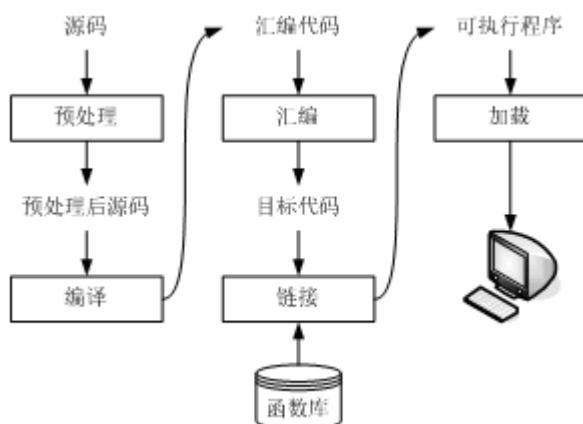 源码
预处理
预处理后源码
编译
汇编代码
汇编
目标代码
链接
函数库
可执行程序
加载